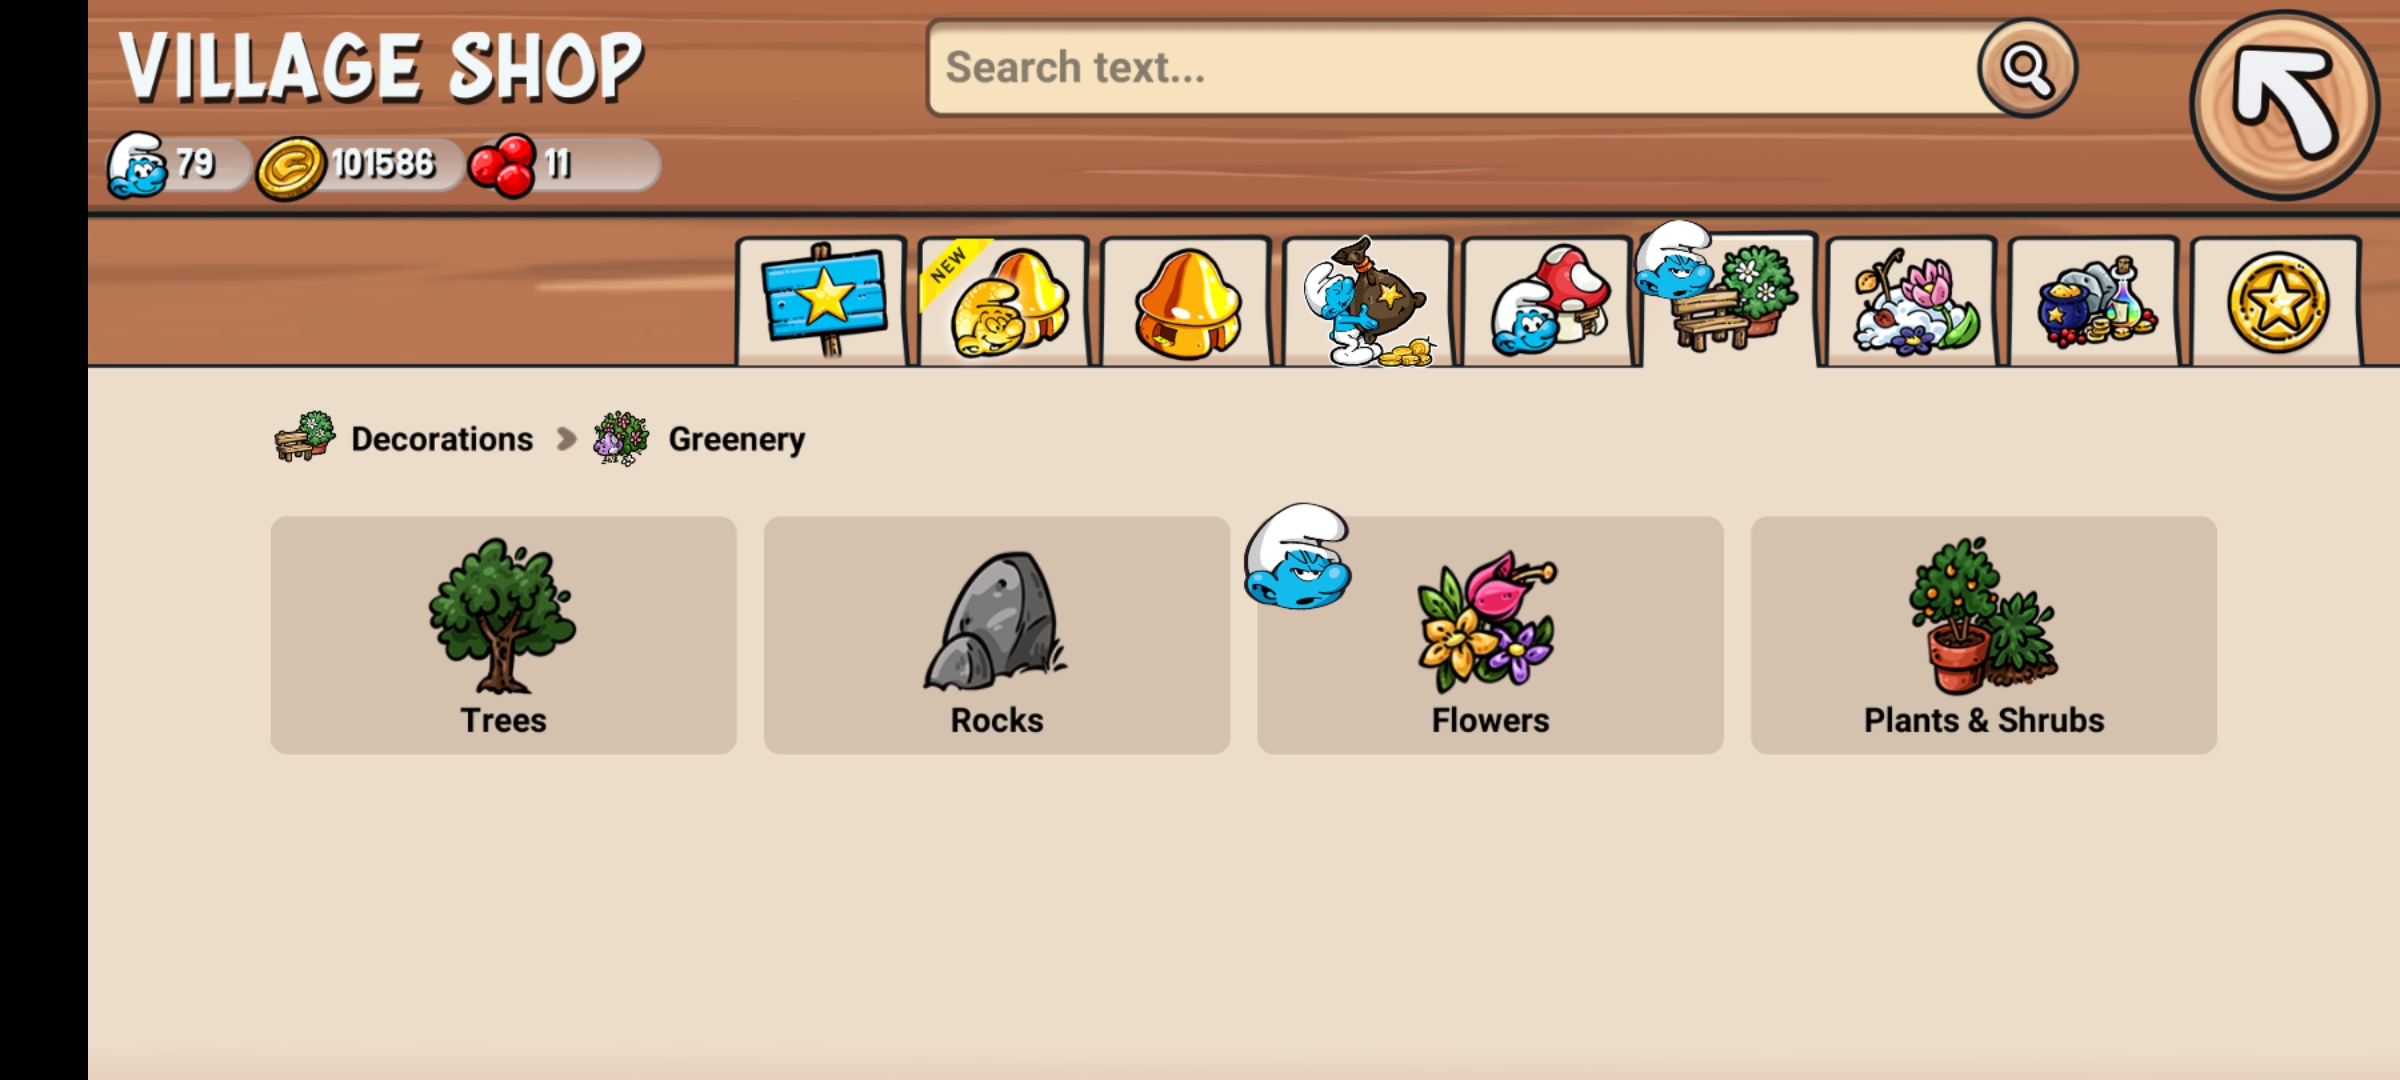 VILLAGE SHOP
Search text...
79
101586
11
NEW
Decorations
Greenery
Trees
Rocks
Flowers
Plants & Shrubs